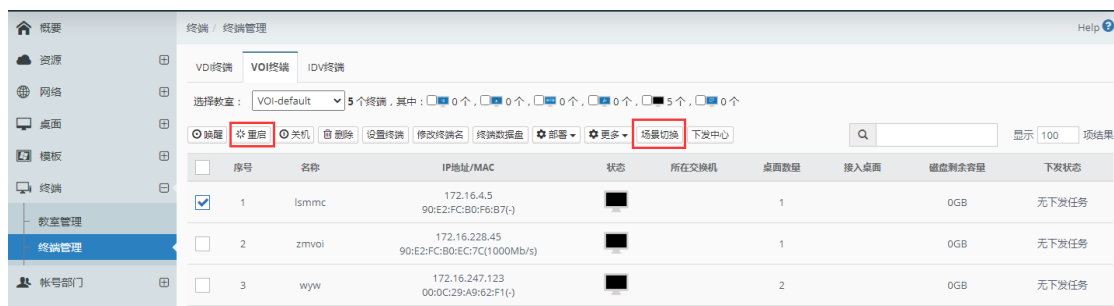 概要
终端 / 终端管理
Help
资源
VDI终端 VOI终端 IDV终端
网络
选择教室： VOI-default 5 个终端，其中： 0 个， 0 个， 0 个， 0 个， 5 个， 0 个
桌面
唤醒 重启 关机 删除 设置终端 修改终端名 终端数据盘 部署 更多 场景切换 下发中心 显示 100 项结果
模板
序号 名称 IP地址/MAC 状态 所在交换机 桌面数量 接入桌面 磁盘剩余容量 下发状态
终端
1 lsmmc 172.16.4.5 1 0GB 无下发任务
90:E2:FC:B0:F6:B7(-)
教室管理
终端管理
2 zmvoi 172.16.228.45 1 0GB 无下发任务
90:E2:FC:B0:EC:7C(1000Mb/s)
帐号部门
3 wyw 172.16.247.123 2 0GB 无下发任务
00:0C:29:A9:62:F1(-)